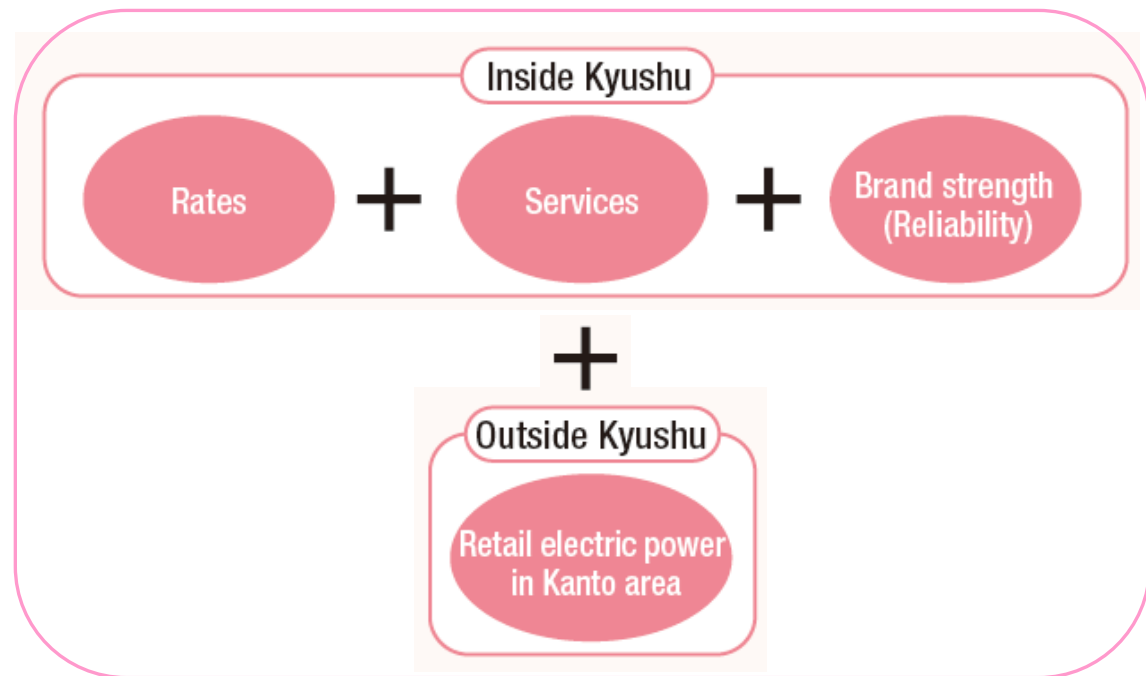 Inside Kyushu
Rates + Services + Brand strength
(Reliability)
+
Outside Kyushu
Retail electric power
in Kanto area